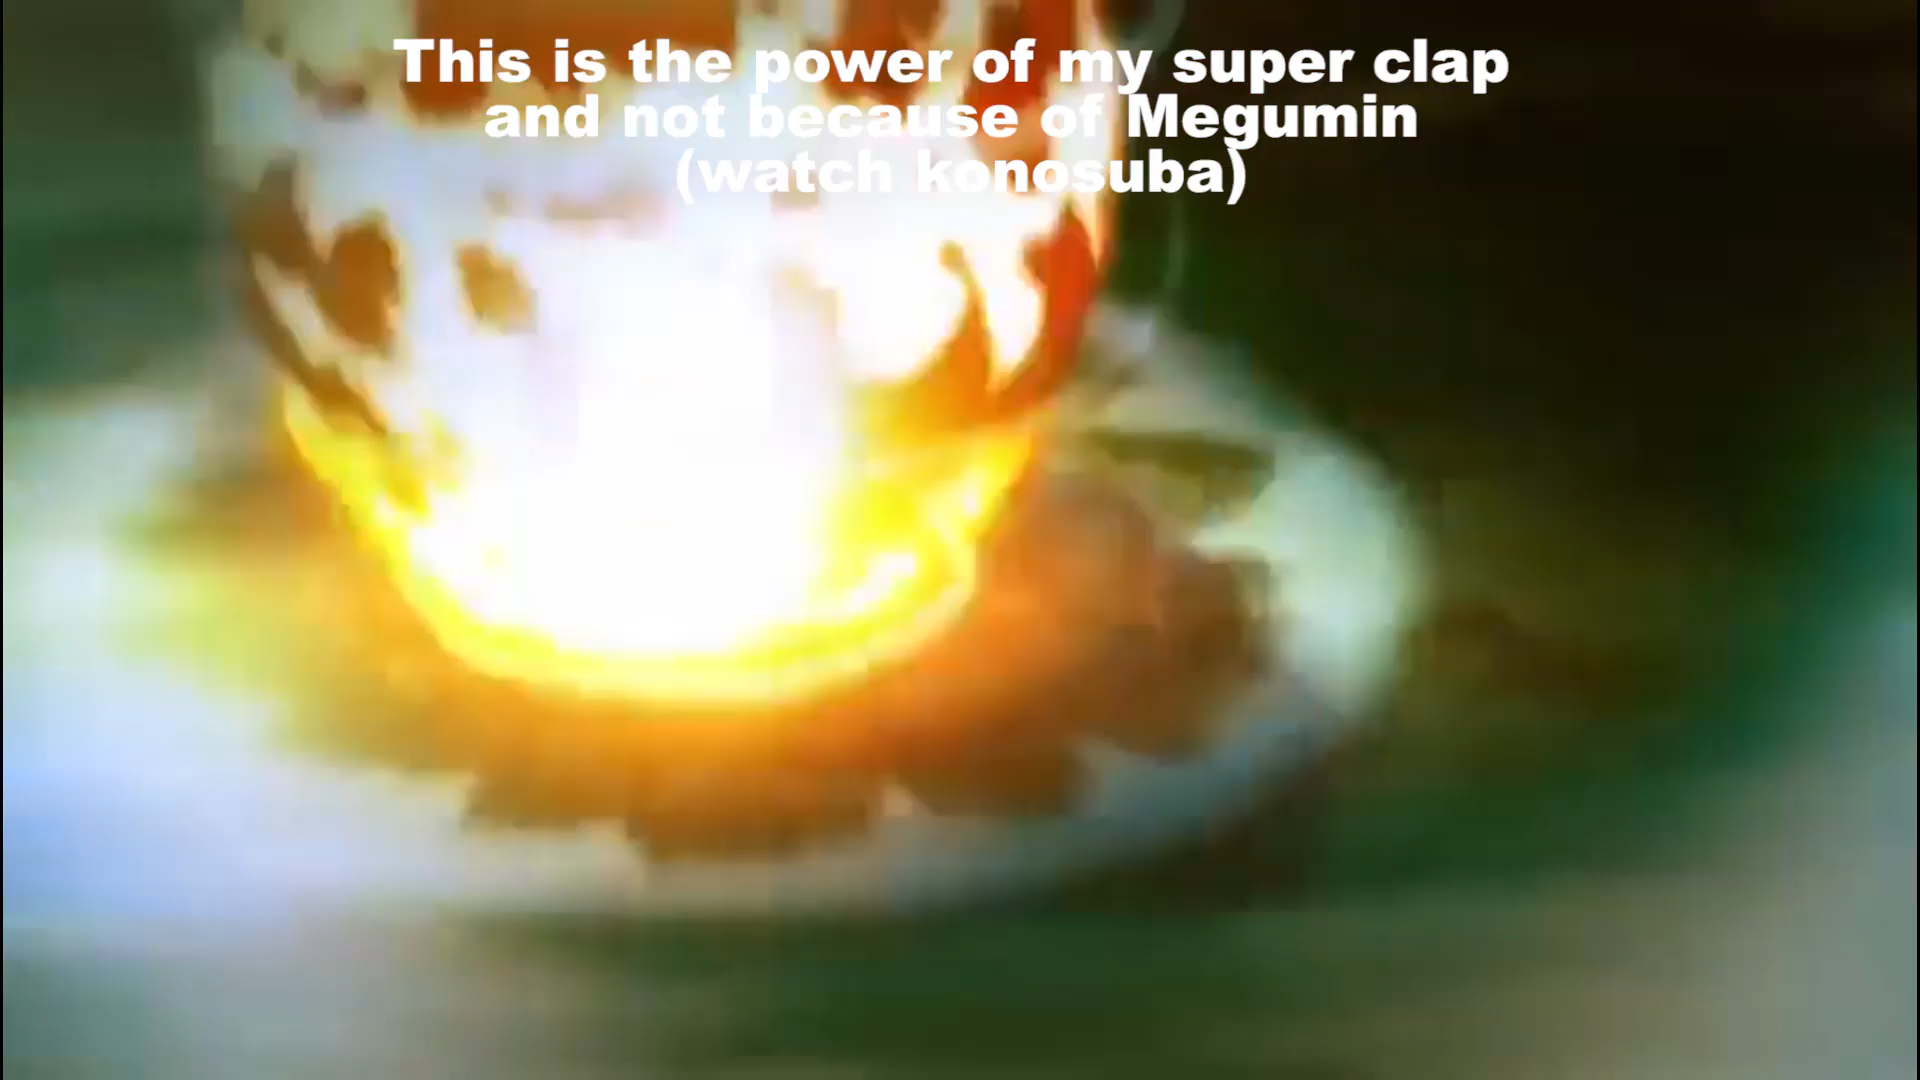 This is the power of my super clap
and not because of Megumin
(watch konosuba)